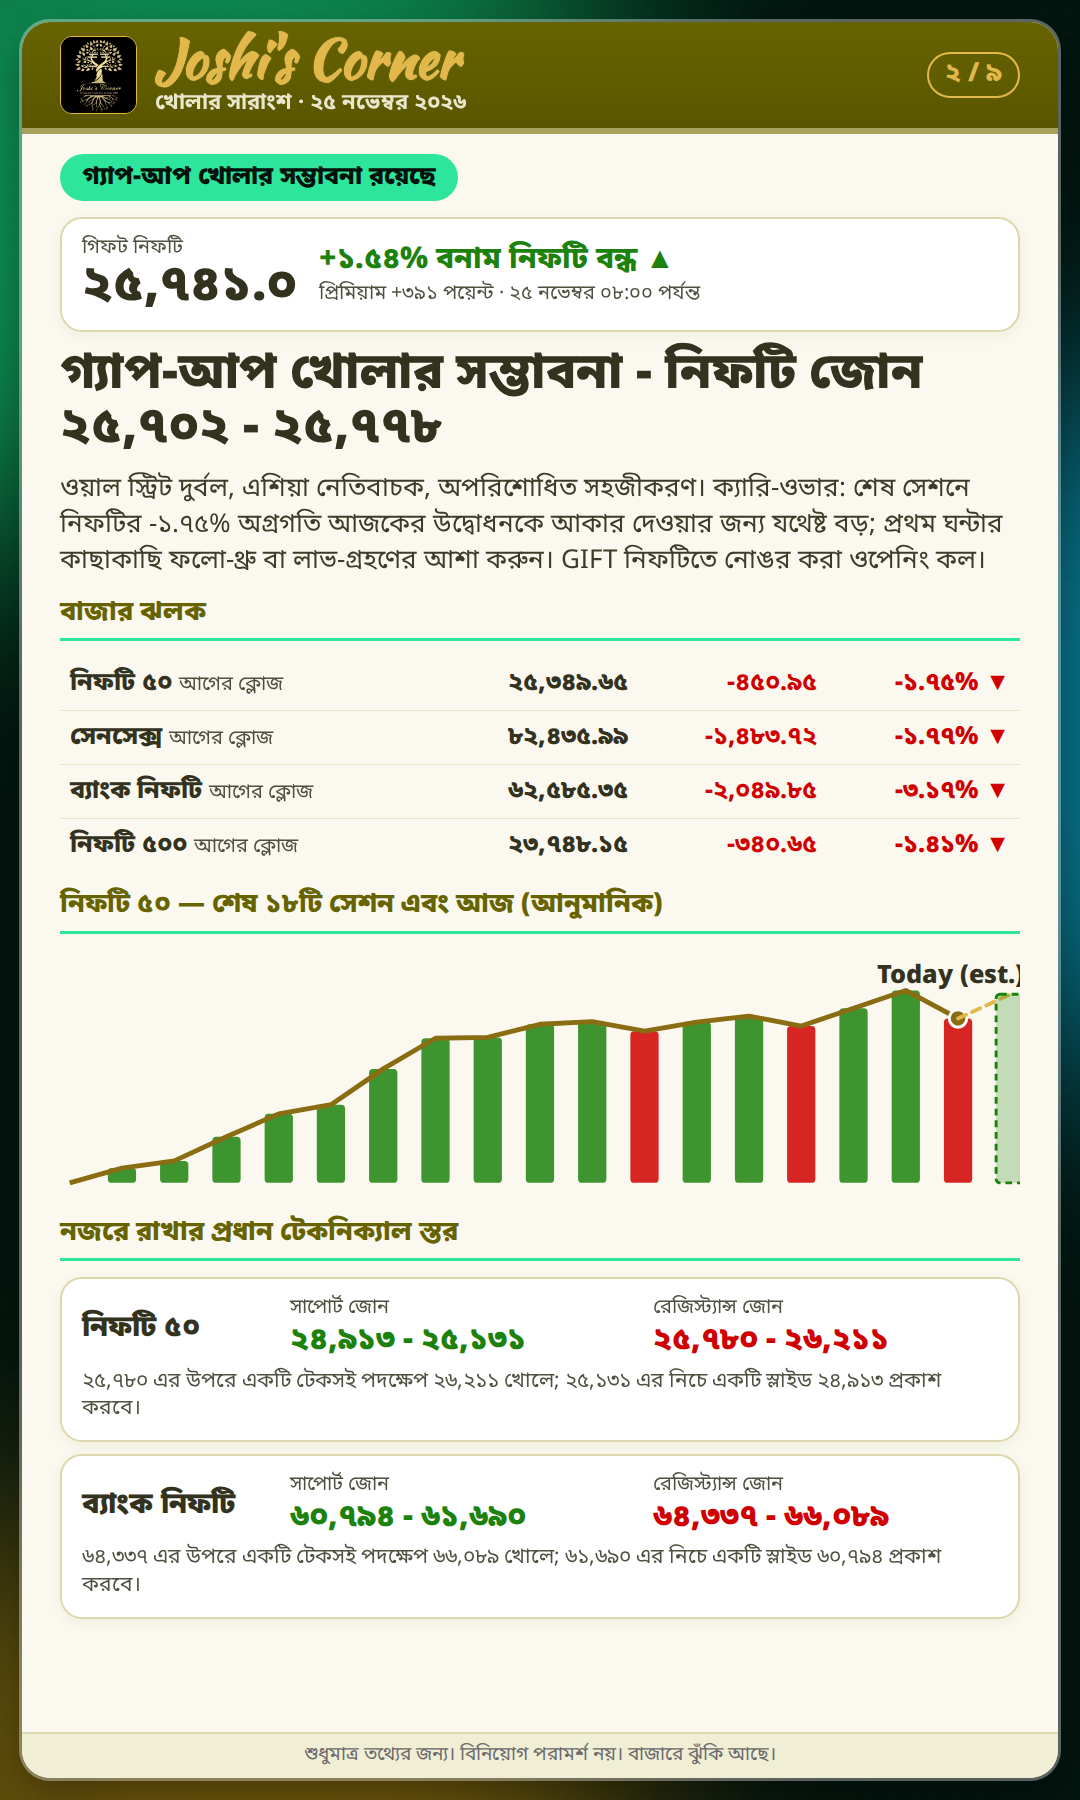 Joshi's Corner
খোলার সারাংশ · ২৫ নভেম্বর ২০২৬
২ / ৯
গ্যাপ-আপ খোলার সম্ভাবনা রয়েছে
গিফট নিফটি
২৫,৭৪১.০
+১.৫৪% বনাম নিফটি বন্ধ ▲
প্রিমিয়াম +৩৯১ পয়েন্ট · ২৫ নভেম্বর ০৮:০০ পর্যন্ত
গ্যাপ-আপ খোলার সম্ভাবনা - নিফটি জোন
২৫,৭০২ - ২৫,৭৭৮
ওয়াল স্ট্রিট দুর্বল, এশিয়া নেতিবাচক, অপরিশোধিত সহজীকরণ। ক্যারি-ওভার: শেষ সেশনে
নিফটির -১.৭৫% অগ্রগতি আজকের উদ্বোধনকে আকার দেওয়ার জন্য যথেষ্ট বড়; প্রথম ঘন্টার
কাছাকাছি ফলো-থ্রু বা লাভ-গ্রহণের আশা করুন। GIFT নিফটিতে নোঙর করা ওপেনিং কল।
বাজার ঝলক
নিফটি ৫০ আগের ক্লোজ ২৫,৩৪৯.৬৫ -৪৫০.৯৫ -১.৭৫% ▼
সেনসেক্স আগের ক্লোজ ৮২,৪৩৫.৯৯ -১,৪৮৩.৭২ -১.৭৭% ▼
ব্যাংক নিফটি আগের ক্লোজ ৬২,৫৮৫.৩৫ -২,০৪৯.৮৫ -৩.১৭% ▼
নিফটি ৫০০ আগের ক্লোজ ২৩,৭৪৮.১৫ -৩৪০.৬৫ -১.৪১% ▼
নিফটি ৫০ — শেষ ১৮টি সেশন এবং আজ (আনুমানিক)
Today (est.)
নজরে রাখার প্রধান টেকনিক্যাল স্তর
নিফটি ৫০
সাপোর্ট জোন
২৪,৯১৩ - ২৫,১৩১
রেজিস্ট্যান্স জোন
২৫,৭৮০ - ২৬,২১১
২৫,৭৮০ এর উপরে একটি টেকসই পদক্ষেপ ২৬,২১১ খোলে; ২৫,১৩১ এর নিচে একটি স্লাইড ২৪,৯১৩ প্রকাশ
করবে।
ব্যাংক নিফটি
সাপোর্ট জোন
৬০,৭৯৪ - ৬১,৬৯০
রেজিস্ট্যান্স জোন
৬৪,৩৩৭ - ৬৬,০৮৯
৬৪,৩৩৭ এর উপরে একটি টেকসই পদক্ষেপ ৬৬,০৮৯ খোলে; ৬১,৬৯০ এর নিচে একটি স্লাইড ৬০,৭৯৪ প্রকাশ
করবে।
শুধুমাত্র তথ্যের জন্য। বিনিয়োগ পরামর্শ নয়। বাজারে ঝুঁকি আছে।